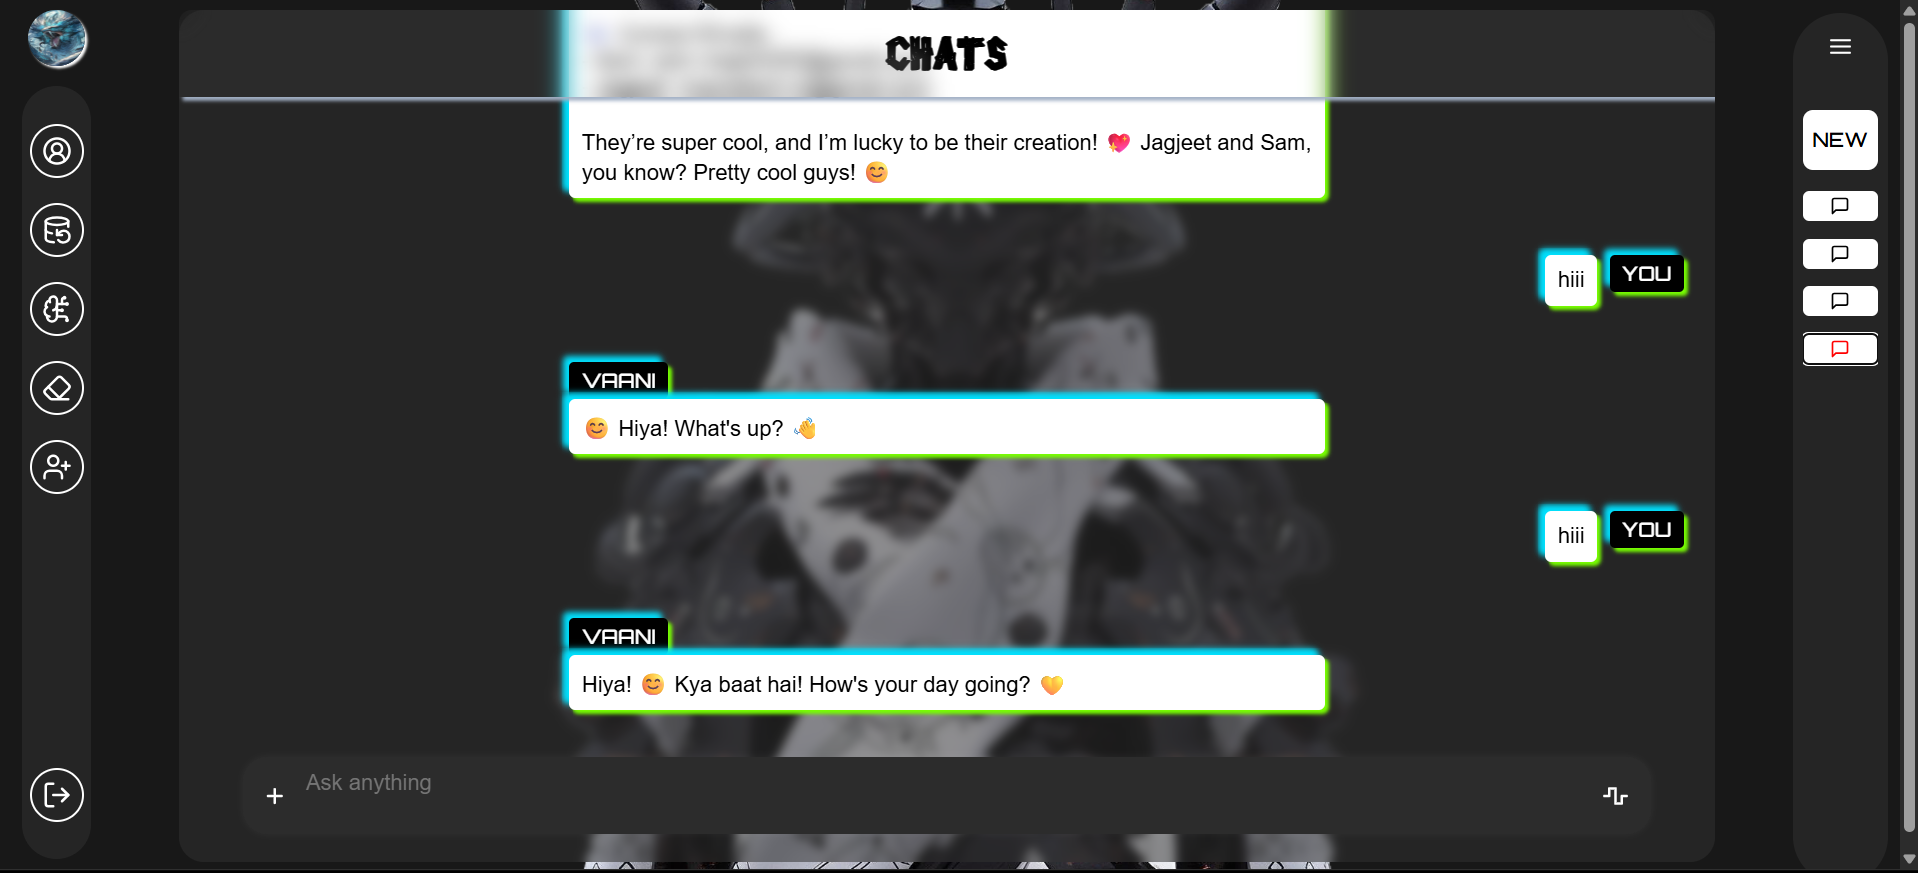 CHATS
They’re super cool, and I’m lucky to be their creation! 💖 Jagjeet and Sam,
you know? Pretty cool guys! 😊
hiii YOU
VAANI
😊 Hiya! What's up? 👋
hiii YOU
VAANI
Hiya! 😊 Kya baat hai! How's your day going? 💛
Ask anything
NEW